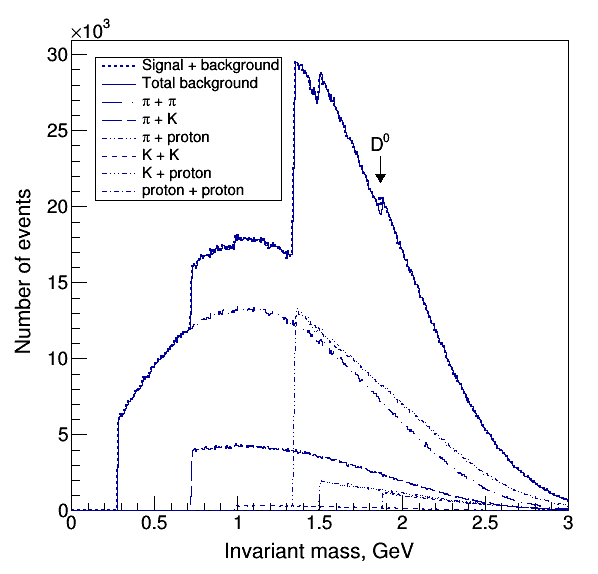 ×10³
30
25
20
15
10
5
0
Number of events
Signal + background
Total background
π + π
π + K
π + proton
K + K
K + proton
proton + proton
D⁰
0 0.5 1 1.5 2 2.5 3
Invariant mass, GeV